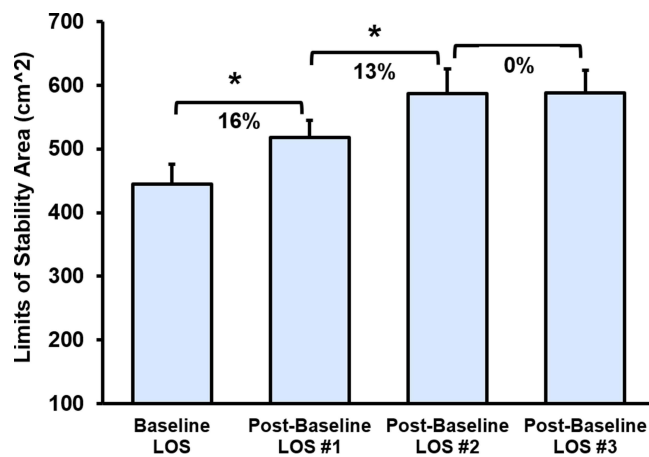 Limits of Stability Area (cm^2)
700
600
500
400
300
200
100
*
16%
*
13%
0%
Baseline
LOS
Post-Baseline
LOS #1
Post-Baseline
LOS #2
Post-Baseline
LOS #3